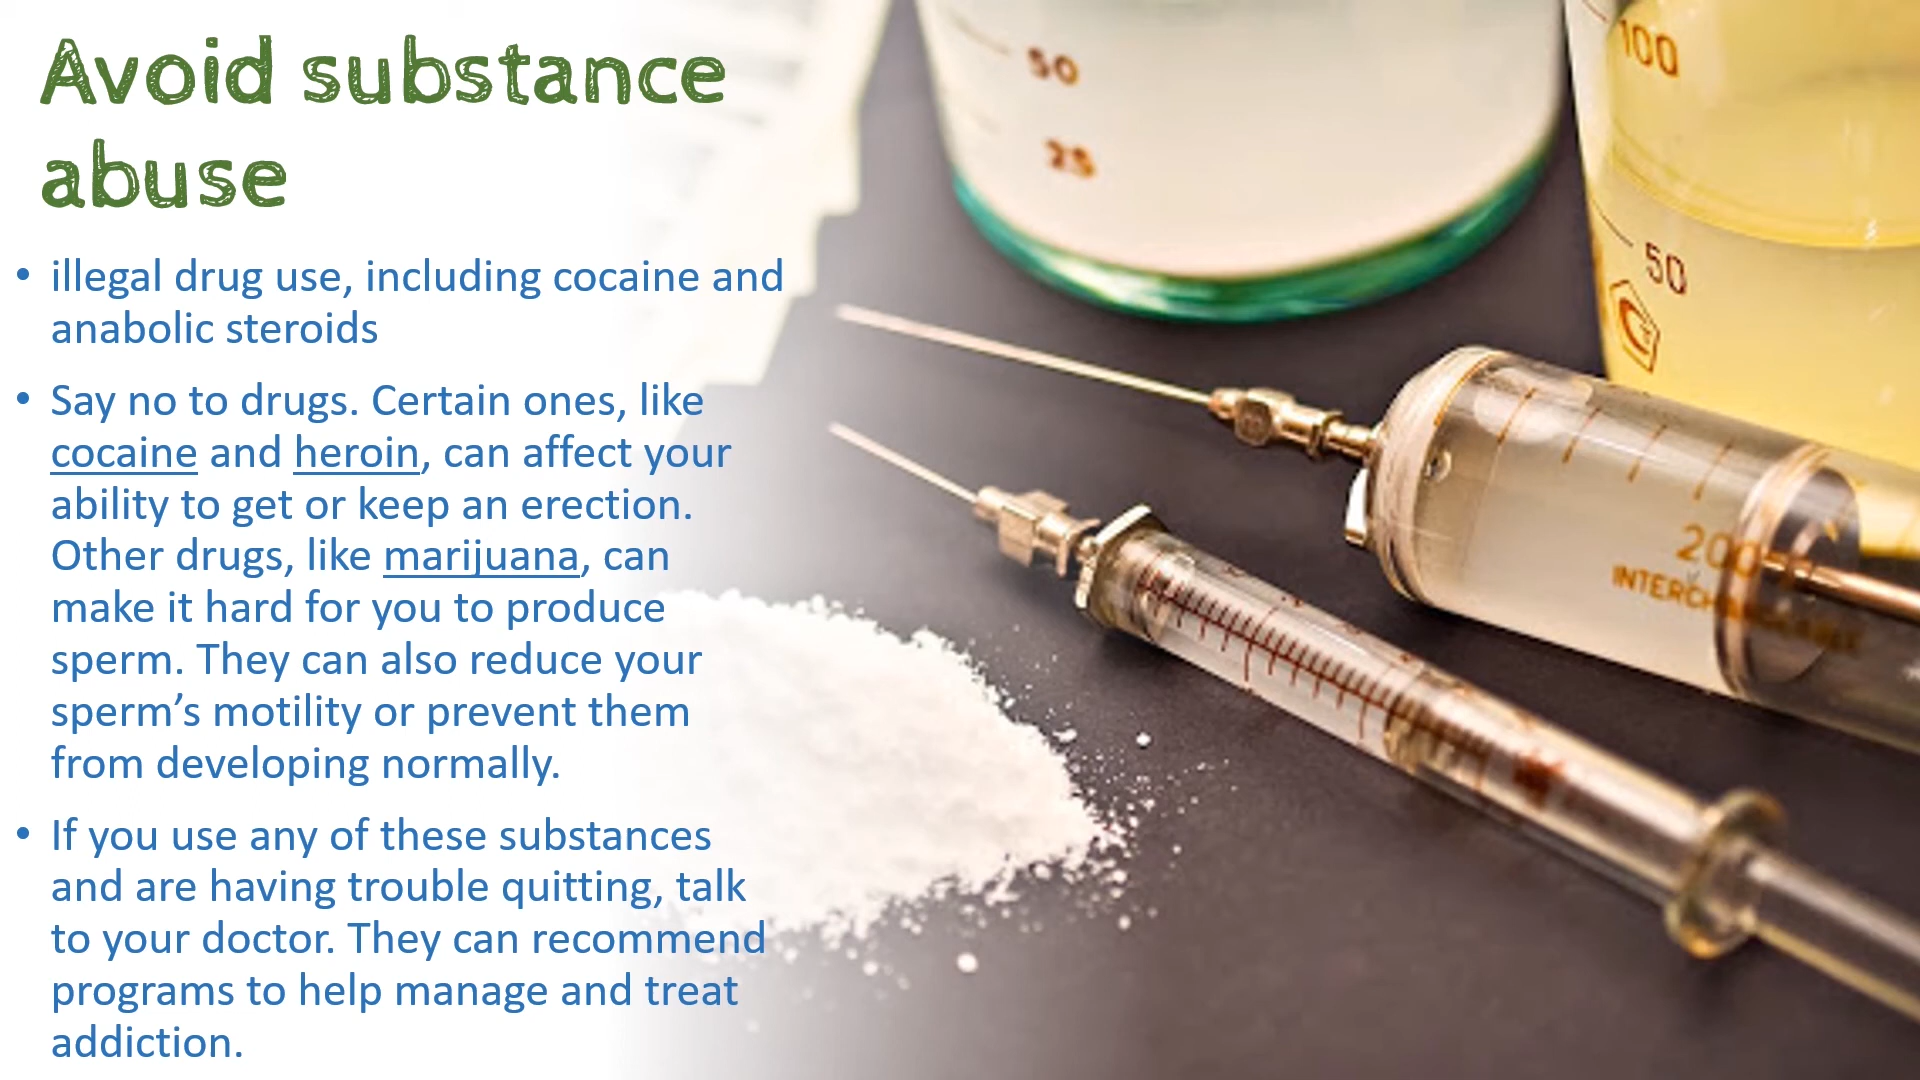 Avoid substance
abuse
• illegal drug use, including cocaine and
anabolic steroids
• Say no to drugs. Certain ones, like
cocaine and heroin, can affect your
ability to get or keep an erection.
Other drugs, like marijuana, can
make it hard for you to produce
sperm. They can also reduce your
sperm’s motility or prevent them
from developing normally.
• If you use any of these substances
and are having trouble quitting, talk
to your doctor. They can recommend
programs to help manage and treat
addiction.
50
25
100
50
G
200